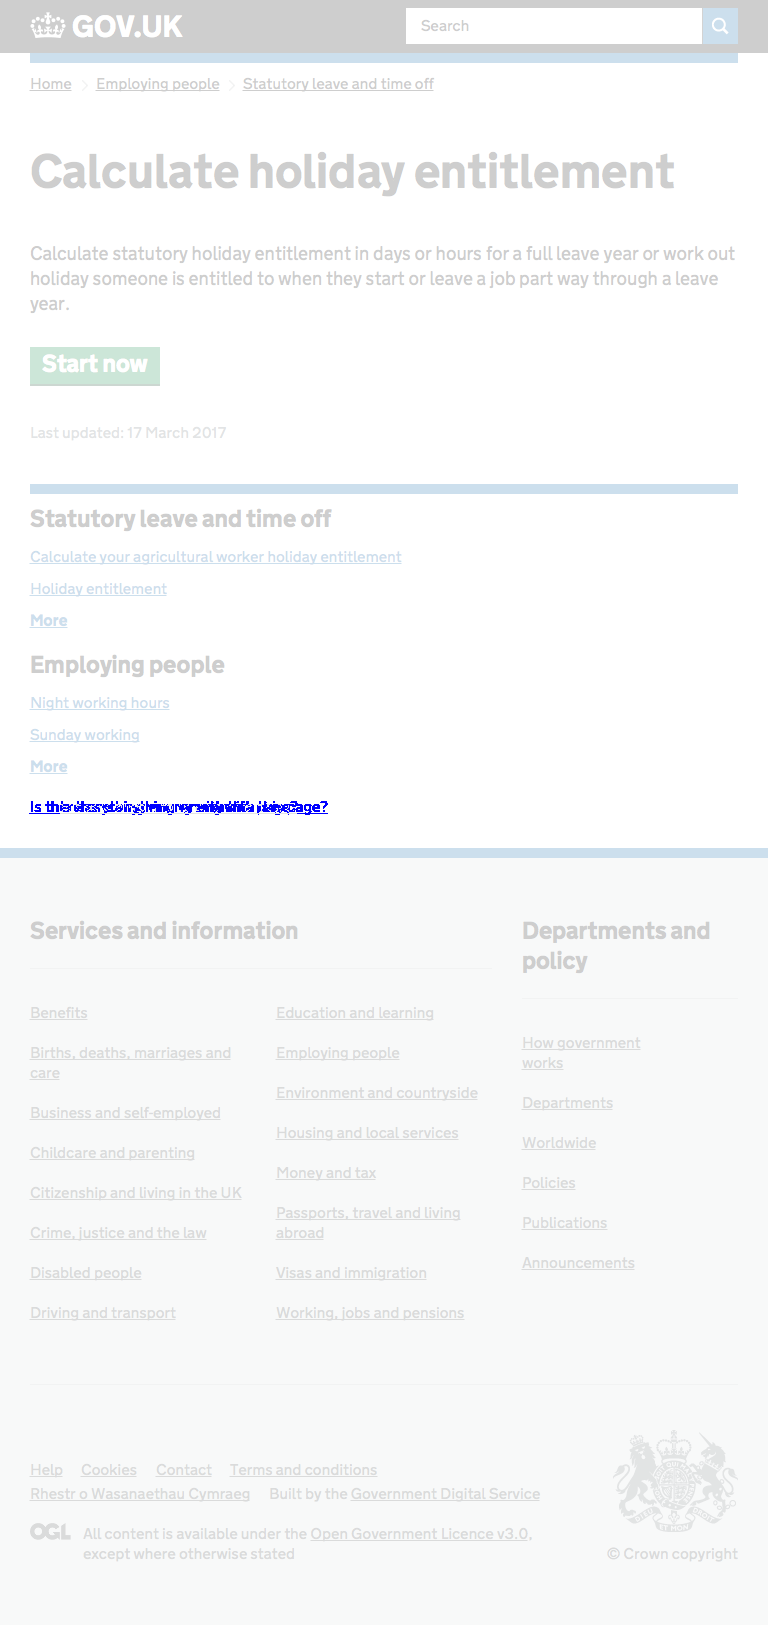 GOV.UK
Search
Home Employing people Statutory leave and time off
Calculate holiday entitlement
Calculate statutory holiday entitlement in days or hours for a full leave year or work out
holiday someone is entitled to when they start or leave a job part way through a leave
year.
Start now
Last updated: 17 March 2017
Statutory leave and time off
Calculate your agricultural worker holiday entitlement
Holiday entitlement
More
Employing people
Night working hours
Sunday working
More
Is page?
Services and information
Departments and
policy
Benefits
Births, deaths, marriages and
care
Business and self-employed
Childcare and parenting
Citizenship and living in the UK
Crime, justice and the law
Disabled people
Driving and transport
Education and learning
Employing people
Environment and countryside
Housing and local services
Money and tax
Passports, travel and living
abroad
Visas and immigration
Working, jobs and pensions
How government
works
Departments
Worldwide
Policies
Publications
Announcements
Help Cookies Contact Terms and conditions
Rhestr o Wasanaethau Cymraeg Built by the Government Digital Service
OGL All content is available under the Open Government Licence v3.0,
except where otherwise stated
© Crown copyright